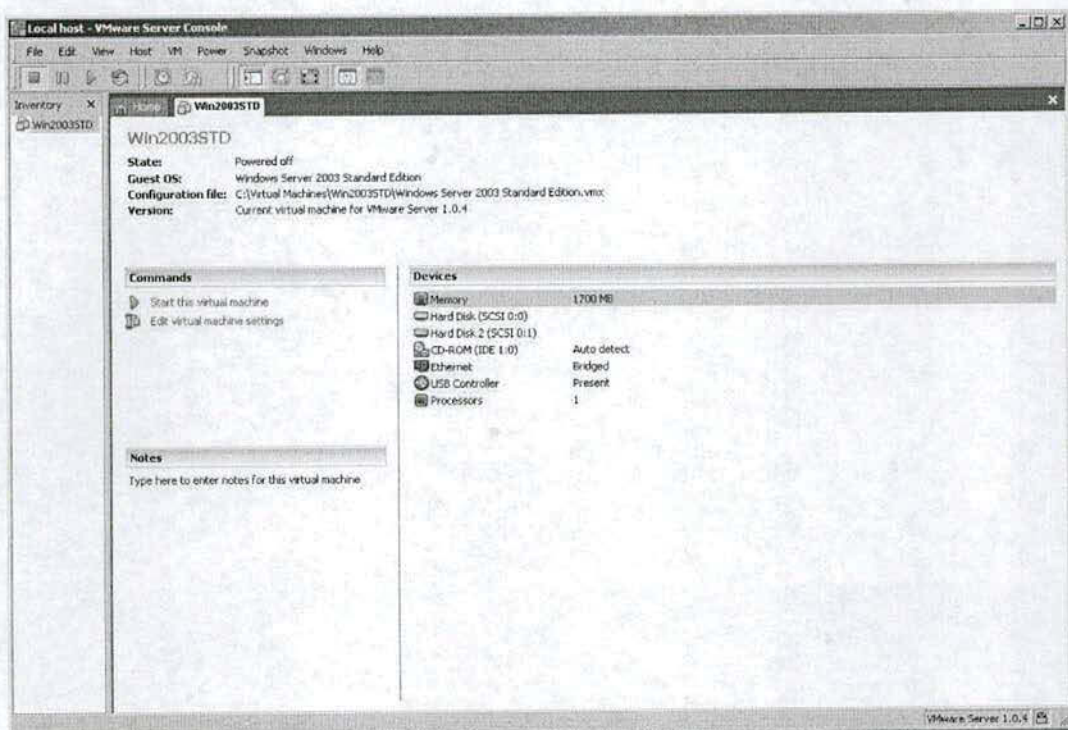 Local host - VMware Server Console
File Edit View Host VM Power Snapshot Windows Help
Inventory
Win2003STD
Home
Win2003STD
Win2003STD
State: Powered off
Guest OS: Windows Server 2003 Standard Edition
Configuration file: C:\Virtual Machines\Win2003STD\Windows Server 2003 Standard Edition.vmx
Version: Current virtual machine for VMware Server 1.0.4
Commands
Start this virtual machine
Edit virtual machine settings
Devices
Memory 1700 MB
Hard Disk (SCSI 0:0)
Hard Disk 2 (SCSI 0:1)
CD-ROM (IDE 1:0) Auto detect
Ethernet Bridged
USB Controller Present
Processors 1
Notes
Type here to enter notes for this virtual machine
VMware Server 1.0.4